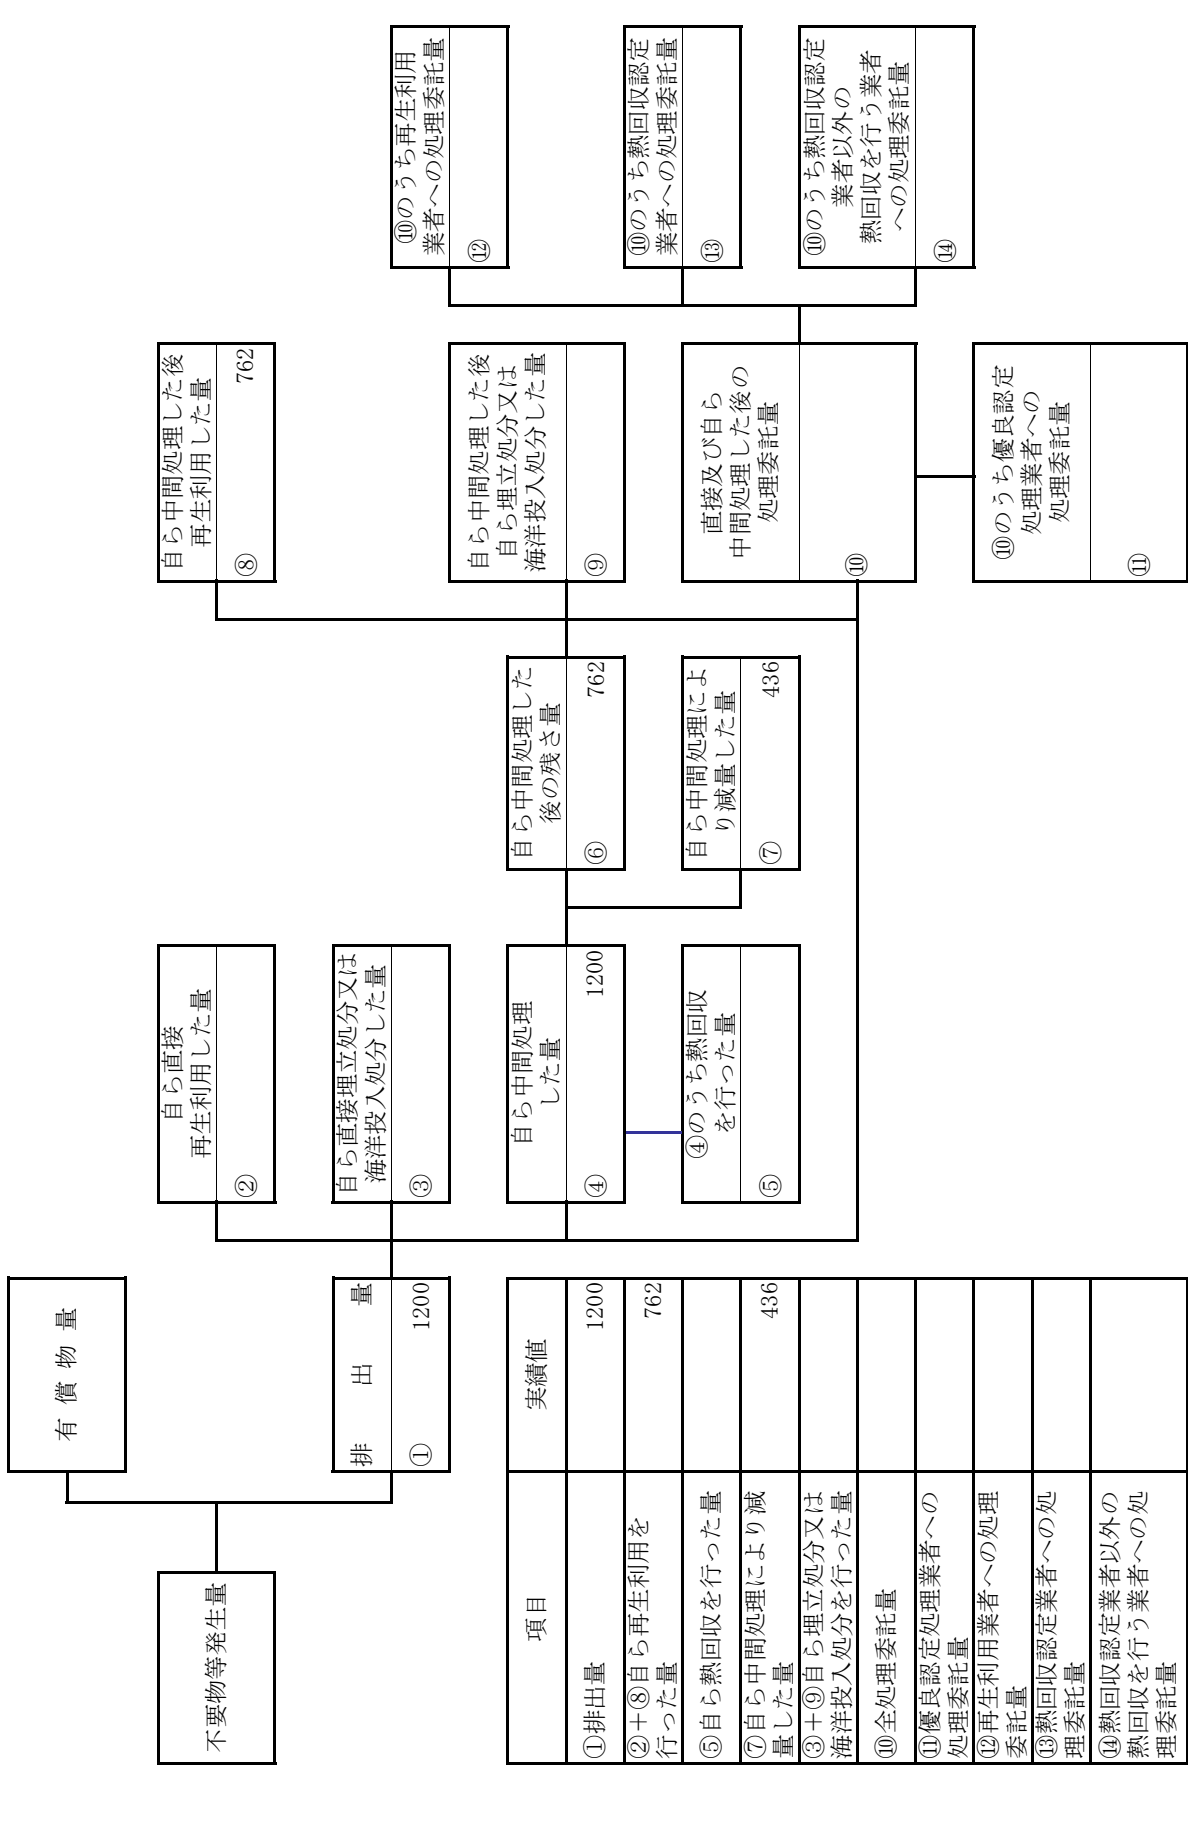 不要物等発生量
有償物量
排出量
①
1200
自ら直接
再生利用した量
②
自ら直接埋立処分又は
海洋投入処分した量
③
自ら中間処理
した量
④
1200
④のうち熱回収
を行った量
⑤
自ら中間処理した
後の残さ量
⑥
762
自ら中間処理によ
り減量した量
⑦
436
自ら中間処理した後
再生利用した量
⑧
762
自ら中間処理した後
自ら埋立処分又は
海洋投入処分した量
⑨
直接及び自ら
中間処理した後の
処理委託量
⑩
⑩のうち優良認定
処理業者への
処理委託量
⑪
⑩のうち再生利用
業者への処理委託量
⑫
⑩のうち熱回収認定
業者への処理委託量
⑬
⑩のうち熱回収認定
業者以外の
熱回収を行う業者
への処理委託量
⑭
項目
実績値
①排出量
1200
②+⑧自ら再生利用を
行った量
762
⑤自ら熱回収を行った量
⑦自ら中間処理により減
量した量
436
③+⑨自ら埋立処分又は
海洋投入処分を行った量
⑩全処理委託量
⑪優良認定処理業者への
処理委託量
⑫再生利用業者への処理
委託量
⑬熱回収認定業者への処
理委託量
⑭熱回収認定業者以外の
熱回収を行う業者への処
理委託量